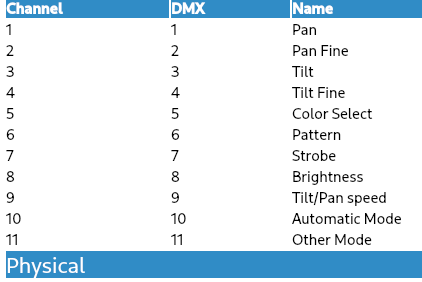 Channel DMX Name
1 1 Pan
2 2 Pan Fine
3 3 Tilt
4 4 Tilt Fine
5 5 Color Select
6 6 Pattern
7 7 Strobe
8 8 Brightness
9 9 Tilt/Pan speed
10 10 Automatic Mode
11 11 Other Mode
Physical